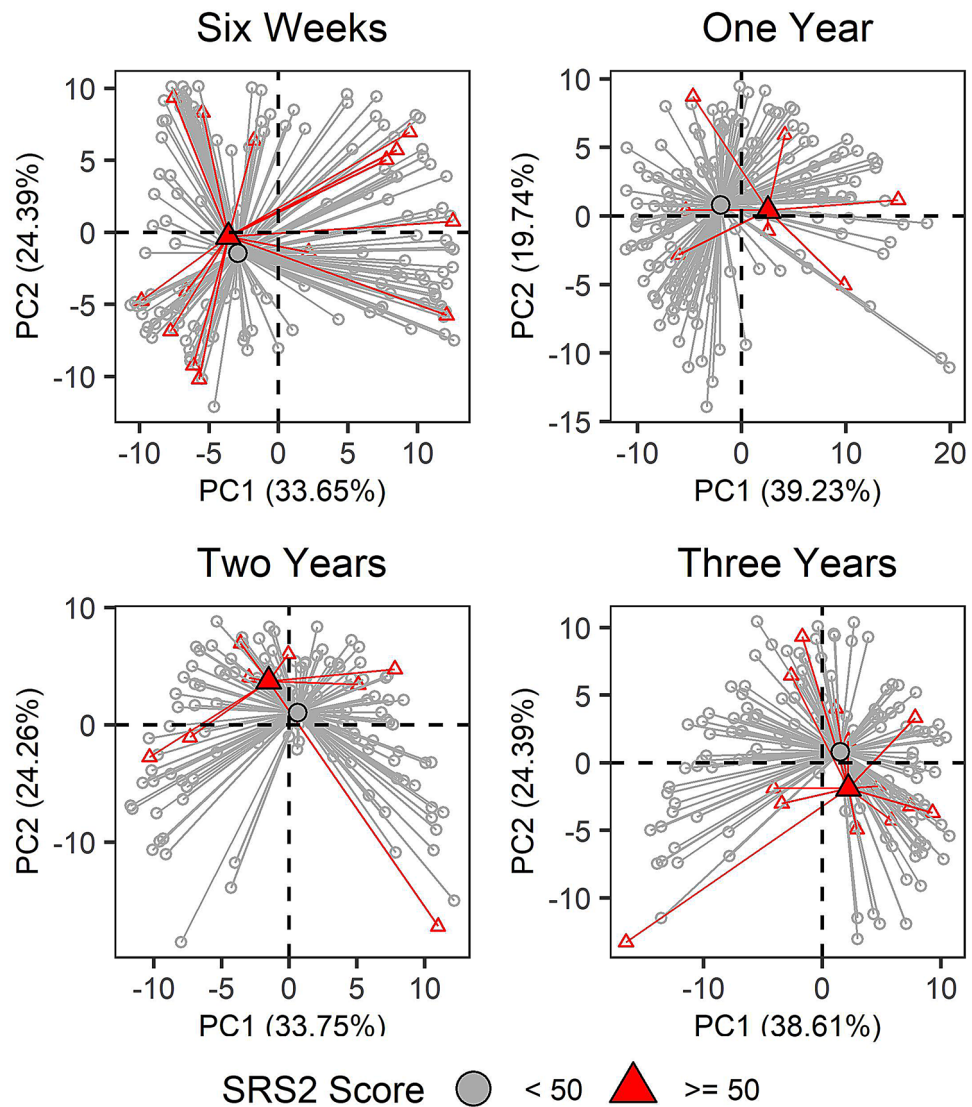 Six Weeks
One Year
PC2 (24.39%)
10
5
0
-5
-10
-10
-5
0
5
10
PC1 (33.65%)
PC2 (19.74%)
10
5
0
-5
-10
-15
-10
0
10
20
PC1 (39.23%)
Two Years
Three Years
PC2 (24.26%)
10
0
-10
-10
-5
0
5
10
PC1 (33.75%)
PC2 (24.39%)
10
5
0
-5
-10
-10
0
10
PC1 (38.61%)
SRS2 Score < 50 >= 50